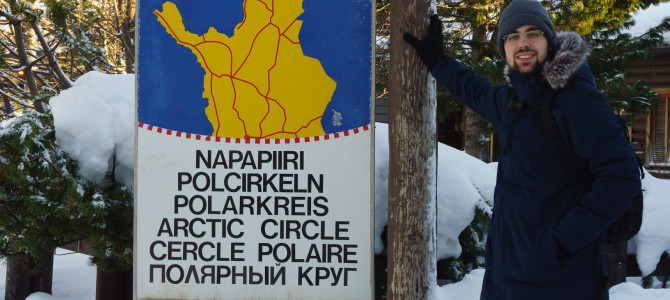 NAPAPIIRI
POLCIRKELN
POLARKREIS
ARCTIC CIRCLE
CERCLE POLAIRE
ПОЛЯРНЫЙ КРУГ